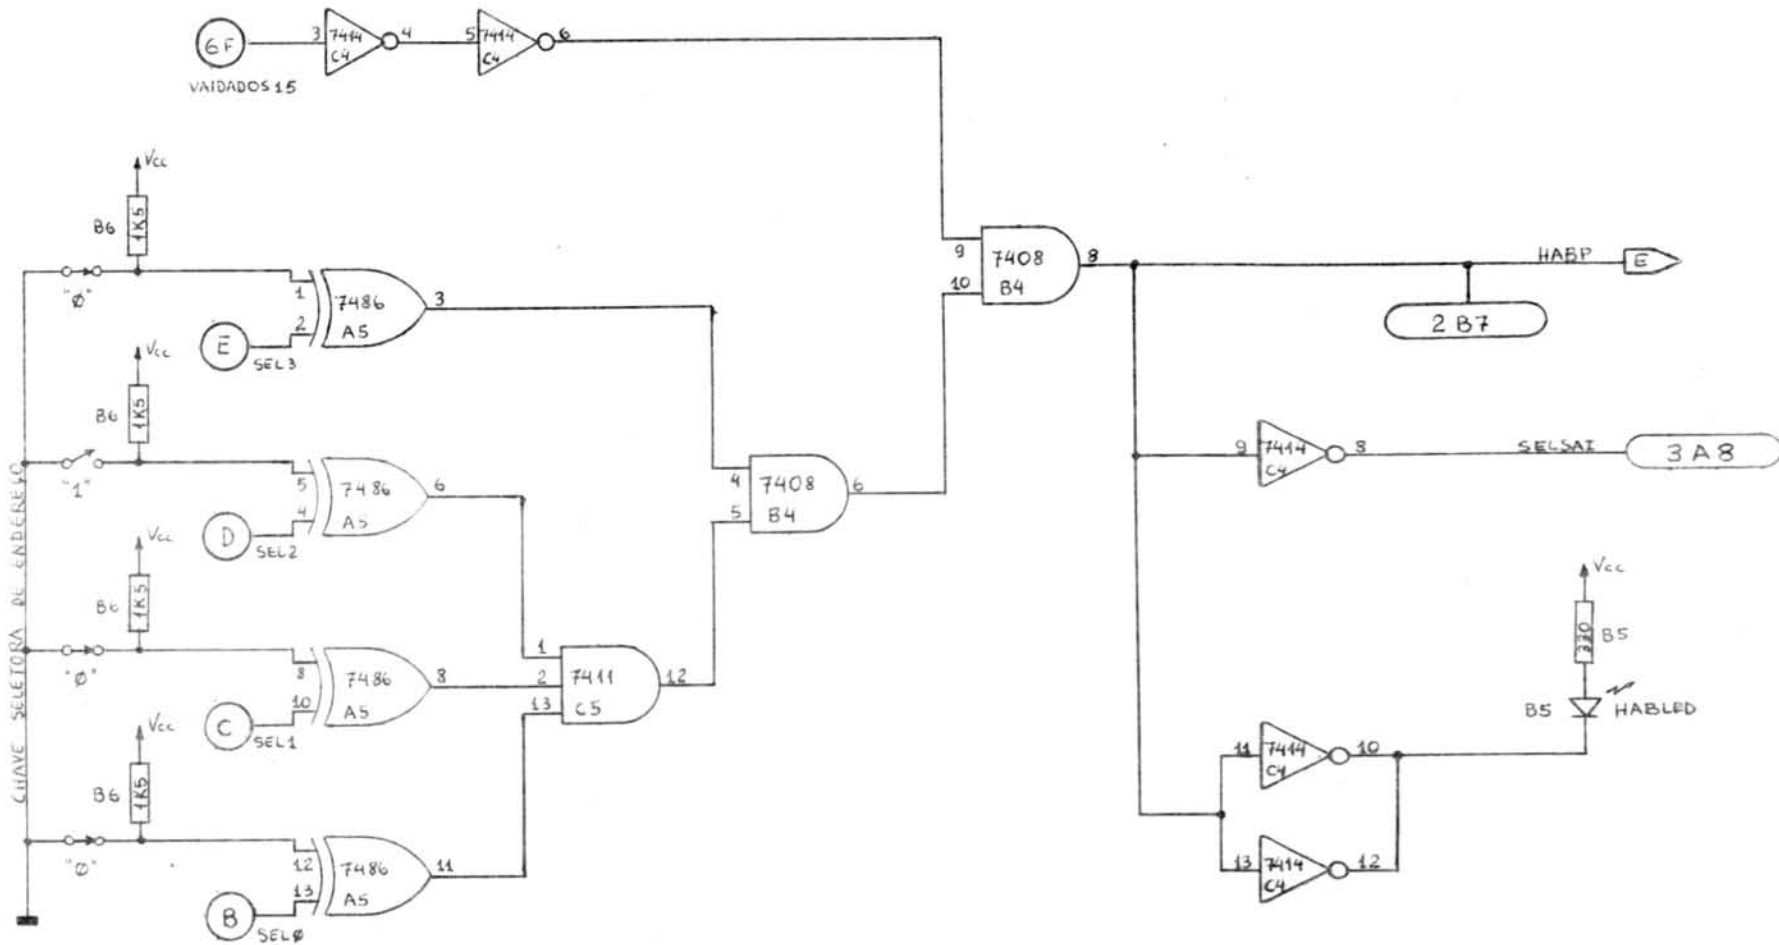 6F
VAIDADOS 15
3
7414
C4
4
5
7414
C4
6
Vcc
B6
1K5
"Ø"
1
2
7486
A5
3
E
SEL3
Vcc
B6
1K5
"1"
5
4
7486
A5
6
D
SEL2
Vcc
B6
1K5
"Ø"
8
10
7486
A5
8
C
SEL1
Vcc
B6
1K5
"Ø"
12
13
7486
A5
11
B
SELØ
CHAVE SELETORA DE ENDEREÇO
1
2
13
7411
C5
12
4
5
7408
B4
6
9
10
7408
B4
8
HABP
E
2 B7
9
7414
C4
8
SELSAI
3 A 8
Vcc
330
B5
B5
HABLED
11
7414
C4
10
13
7414
C4
12